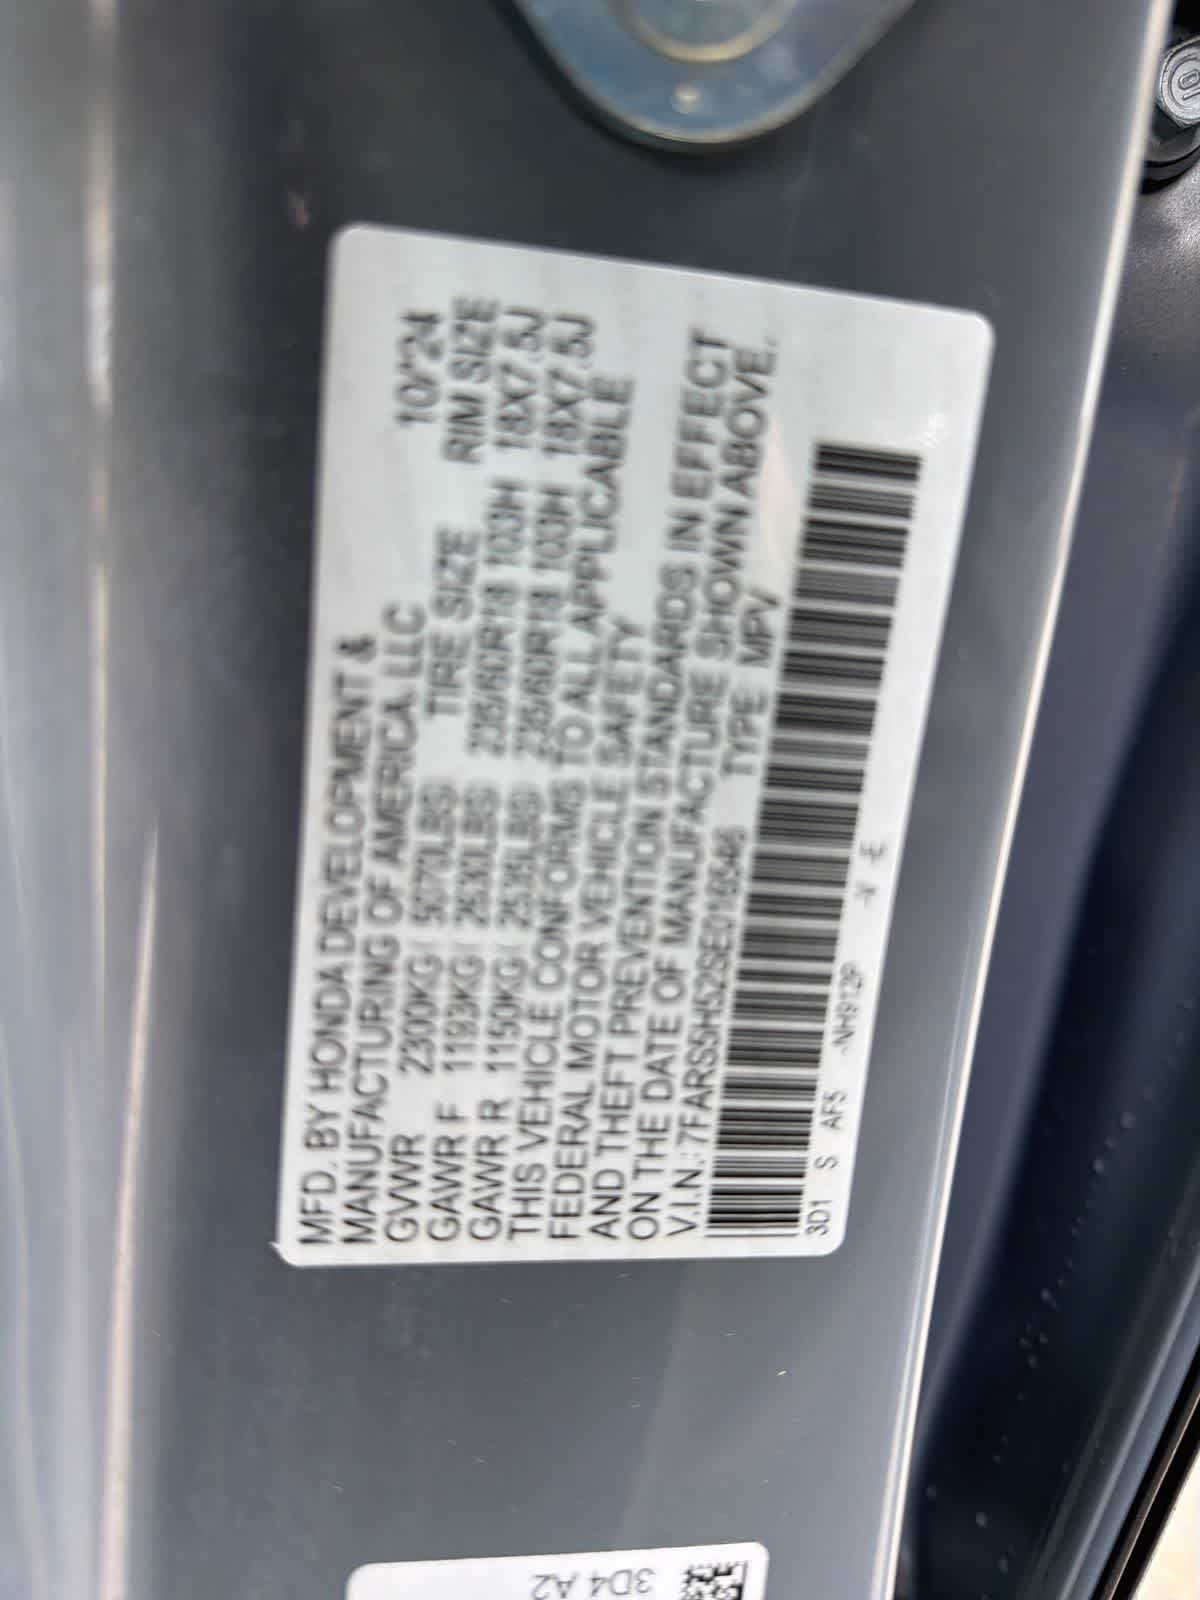 MFD. BY HONDA DEVELOPMENT &
MANUFACTURING OF AMERICA, LLC 10/'24
GVWR 2300KG( 5070LBS) TIRE SIZE RIM SIZE
GAWR F 1193KG( 2630LBS) 235/60R18 103H 18X7.5J
GAWR R 1150KG( 2535LBS) 235/60R18 103H 18X7.5J
THIS VEHICLE CONFORMS TO ALL APPLICABLE
FEDERAL MOTOR VEHICLE SAFETY
AND THEFT PREVENTION STANDARDS IN EFFECT
ON THE DATE OF MANUFACTURE SHOWN ABOVE.
V.I.N.: 7FARS5H52SE016546 TYPE MPV
3D1 S AF5 -NH912P -V -E
3D4 A2